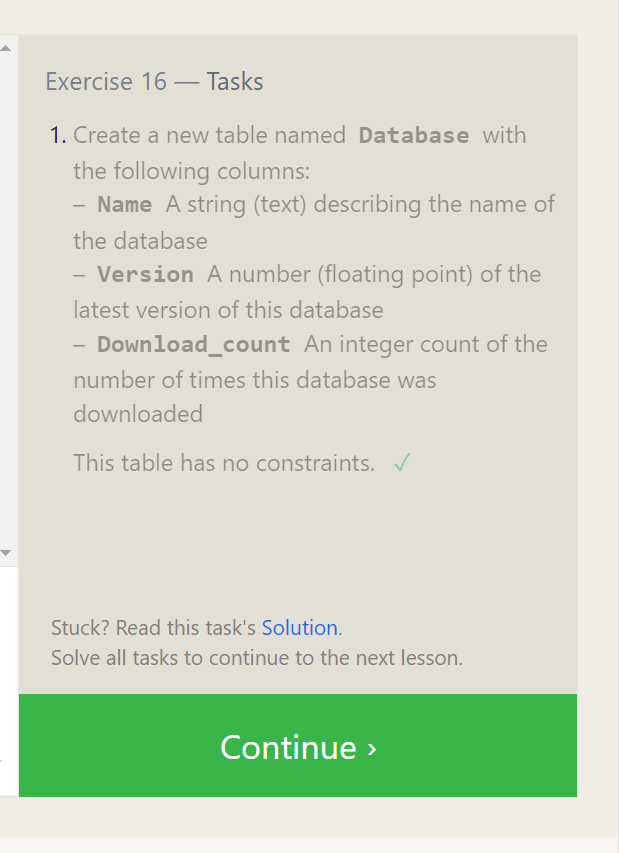 Exercise 16 — Tasks
1. Create a new table named Database with
the following columns:
– Name A string (text) describing the name of
the database
– Version A number (floating point) of the
latest version of this database
– Download_count An integer count of the
number of times this database was
downloaded
This table has no constraints. ✓
Stuck? Read this task's Solution.
Solve all tasks to continue to the next lesson.
Continue ›